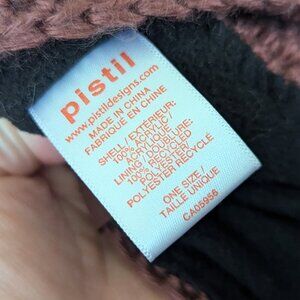 pistil
www.pistildesigns.com
MADE IN CHINA
FABRIQUÉ EN CHINE
SHELL / EXTÉRIEUR:
100% ACRYLIC /
ACRYLIQUE
LINING / DOUBLURE:
100% RECYCLED
POLYESTER /
POLYESTER RECYCLÉ
ONE SIZE /
TAILLE UNIQUE
CA05956